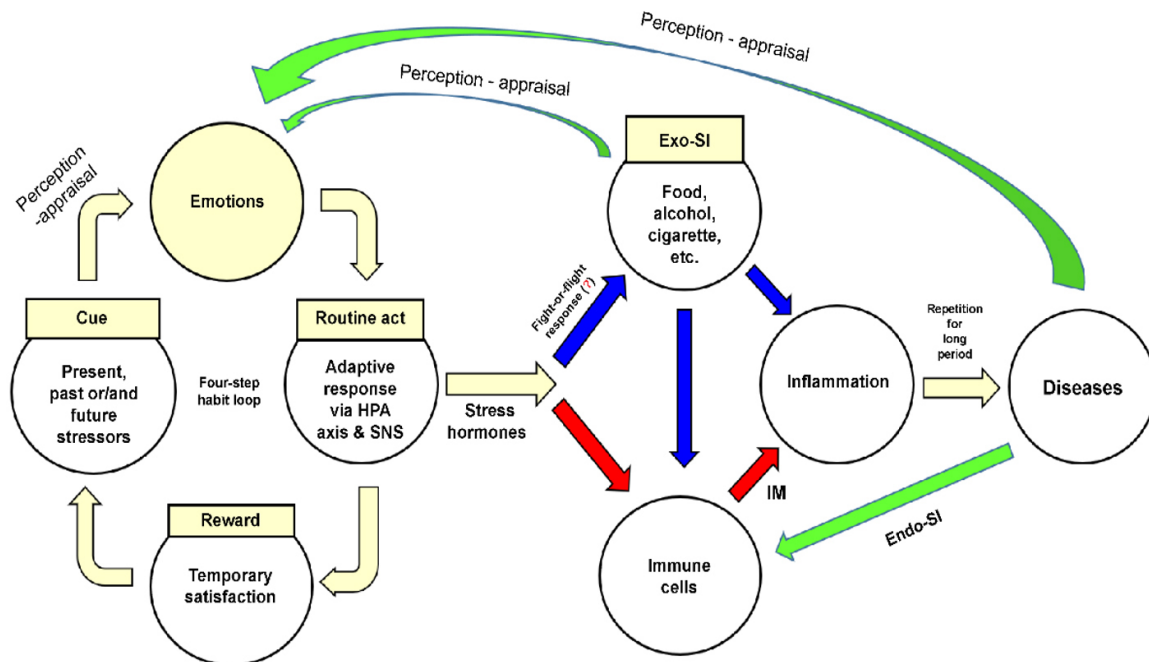 Perception - appraisal
Perception - appraisal
Perception
-appraisal
Emotions
Exo-SI
Food,
alcohol,
cigarette,
etc.
Cue
Present,
past or/and
future
stressors
Four-step
habit loop
Routine act
Adaptive
response
via HPA
axis & SNS
Stress
hormones
Fight-or-flight
response (?)
Inflammation
Repetition
for
long
period
Diseases
Reward
Temporary
satisfaction
Immune
cells
IM
Endo-SI